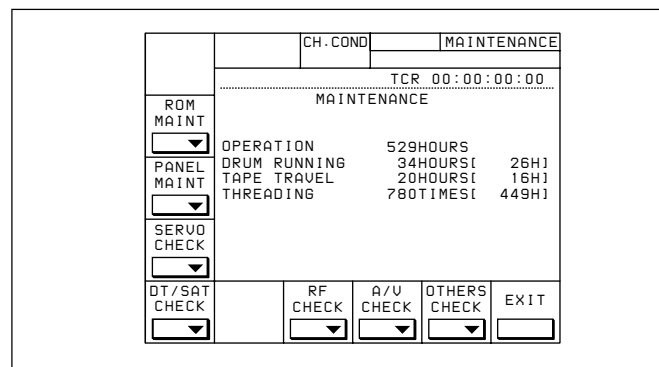 CH.COND MAINTENANCE
TCR 00:00:00:00
MAINTENANCE
ROM
MAINT
OPERATION 529HOURS
DRUM RUNNING 34HOURS[ 26H]
TAPE TRAVEL 20HOURS[ 16H]
THREADING 780TIMES[ 449H]
PANEL
MAINT
SERVO
CHECK
DT/SAT
CHECK
RF
CHECK
A/V
CHECK
OTHERS
CHECK
EXIT